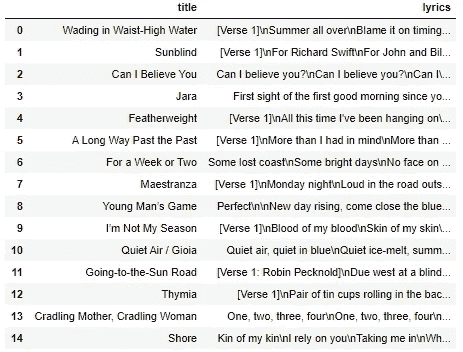 title lyrics
0 Wading in Waist-High Water [Verse 1]\nSummer all over\nBlame it on timing...
1 Sunblind [Verse 1]\nFor Richard Swift\nFor John and Bil...
2 Can I Believe You Can I believe you?\nCan I believe you?\nCan I\...
3 Jara First sight of the first good morning since yo...
4 Featherweight [Verse 1]\nAll this time I've been hanging on\...
5 A Long Way Past the Past [Verse 1]\nMore than I had in mind\nMore than ...
6 For a Week or Two Some lost coast\nSome bright days\nNo face on ...
7 Maestranza [Verse 1]\nMonday night\nLoud in the road outs...
8 Young Man's Game Perfect\n\nNew day rising, come close the blue...
9 I'm Not My Season [Verse 1]\nBlood of my blood\nSkin of my skin\...
10 Quiet Air / Gioia Quiet air, quiet in blue\nQuiet ice-melt, summ...
11 Going-to-the-Sun Road [Verse 1: Robin Pecknold]\nDue west at a blind...
12 Thymia [Verse 1]\nPair of tin cups rolling in the bac...
13 Cradling Mother, Cradling Woman One, two, three, four\nOne, two, three, four\n...
14 Shore Kin of my kin\nI rely on you\nTaking me in\nWh...